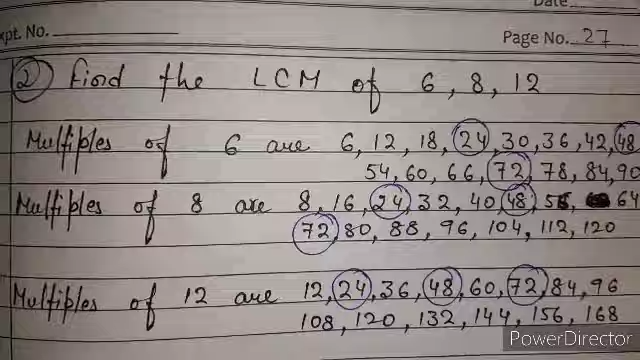 Date
xpt. No.
Page No. 27
② Find the LCM of 6, 8, 12
Multiples of 6 are 6, 12, 18, 24, 30, 36, 42, 48
54, 60, 66, 72, 78, 84, 90
Multiples of 8 are 8, 16, 24, 32, 40, 48, 56, 64
72, 80, 88, 96, 104, 112, 120
Multiples of 12 are 12, 24, 36, 48, 60, 72, 84, 96
108, 120, 132, 144, 156, 168
PowerDirector